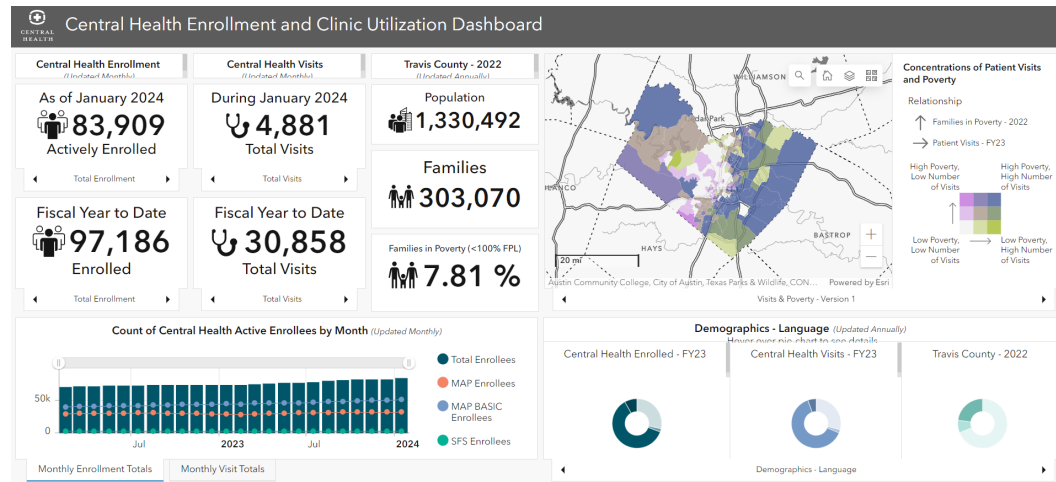 CENTRAL
HEALTH
Central Health Enrollment and Clinic Utilization Dashboard
Central Health Enrollment
(Updated Monthly)
As of January 2024
83,909
Actively Enrolled
Total Enrollment
Fiscal Year to Date
97,186
Enrolled
Total Enrollment
Central Health Visits
(Updated Monthly)
During January 2024
4,881
Total Visits
Total Visits
Fiscal Year to Date
30,858
Total Visits
Total Visits
Travis County - 2022
(Updated Annually)
Population
1,330,492
Families
303,070
Families in Poverty (<100% FPL)
7.81 %
WILLIAMSON
dar Park
BLANCO
HAYS
BASTROP
20 mi
+
−
Austin Community College, City of Austin, Texas Parks & Wildlife, CON...
Powered by Esri
Visits & Poverty - Version 1
Concentrations of Patient Visits
and Poverty
Relationship
Families in Poverty - 2022
Patient Visits - FY23
High Poverty,
Low Number
of Visits
High Poverty,
High Number
of Visits
Low Poverty,
Low Number
of Visits
Low Poverty,
High Number
of Visits
Count of Central Health Active Enrollees by Month (Updated Monthly)
50k
0
Jul
2023
Jul
2024
Total Enrollees
MAP Enrollees
MAP BASIC
Enrollees
SFS Enrollees
Monthly Enrollment Totals
Monthly Visit Totals
Demographics - Language (Updated Annually)
Hover over pie chart to see details
Central Health Enrolled - FY23
Central Health Visits - FY23
Travis County - 2022
Demographics - Language